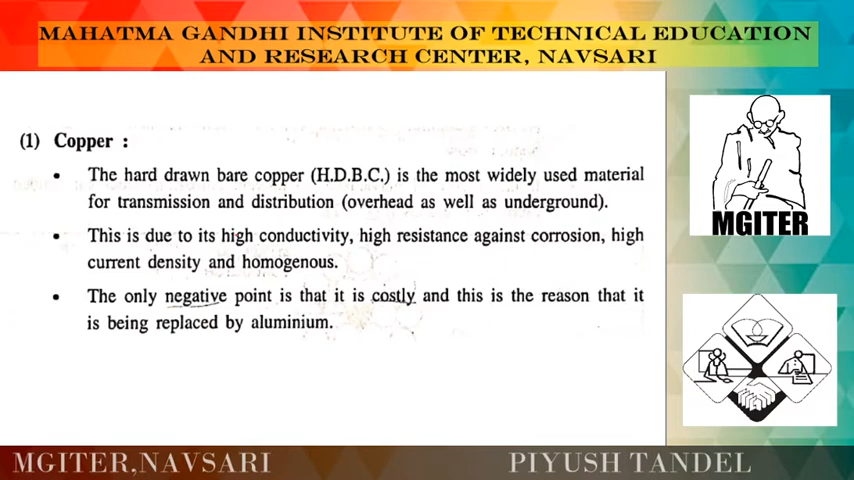 MAHATMA GANDHI INSTITUTE OF TECHNICAL EDUCATION
AND RESEARCH CENTER, NAVSARI
(1) Copper :
• The hard drawn bare copper (H.D.B.C.) is the most widely used material
for transmission and distribution (overhead as well as underground).
• This is due to its high conductivity, high resistance against corrosion, high
current density and homogenous.
• The only negative point is that it is costly and this is the reason that it
is being replaced by aluminium.
MGITER
MGITER,NAVSARI
PIYUSH TANDEL